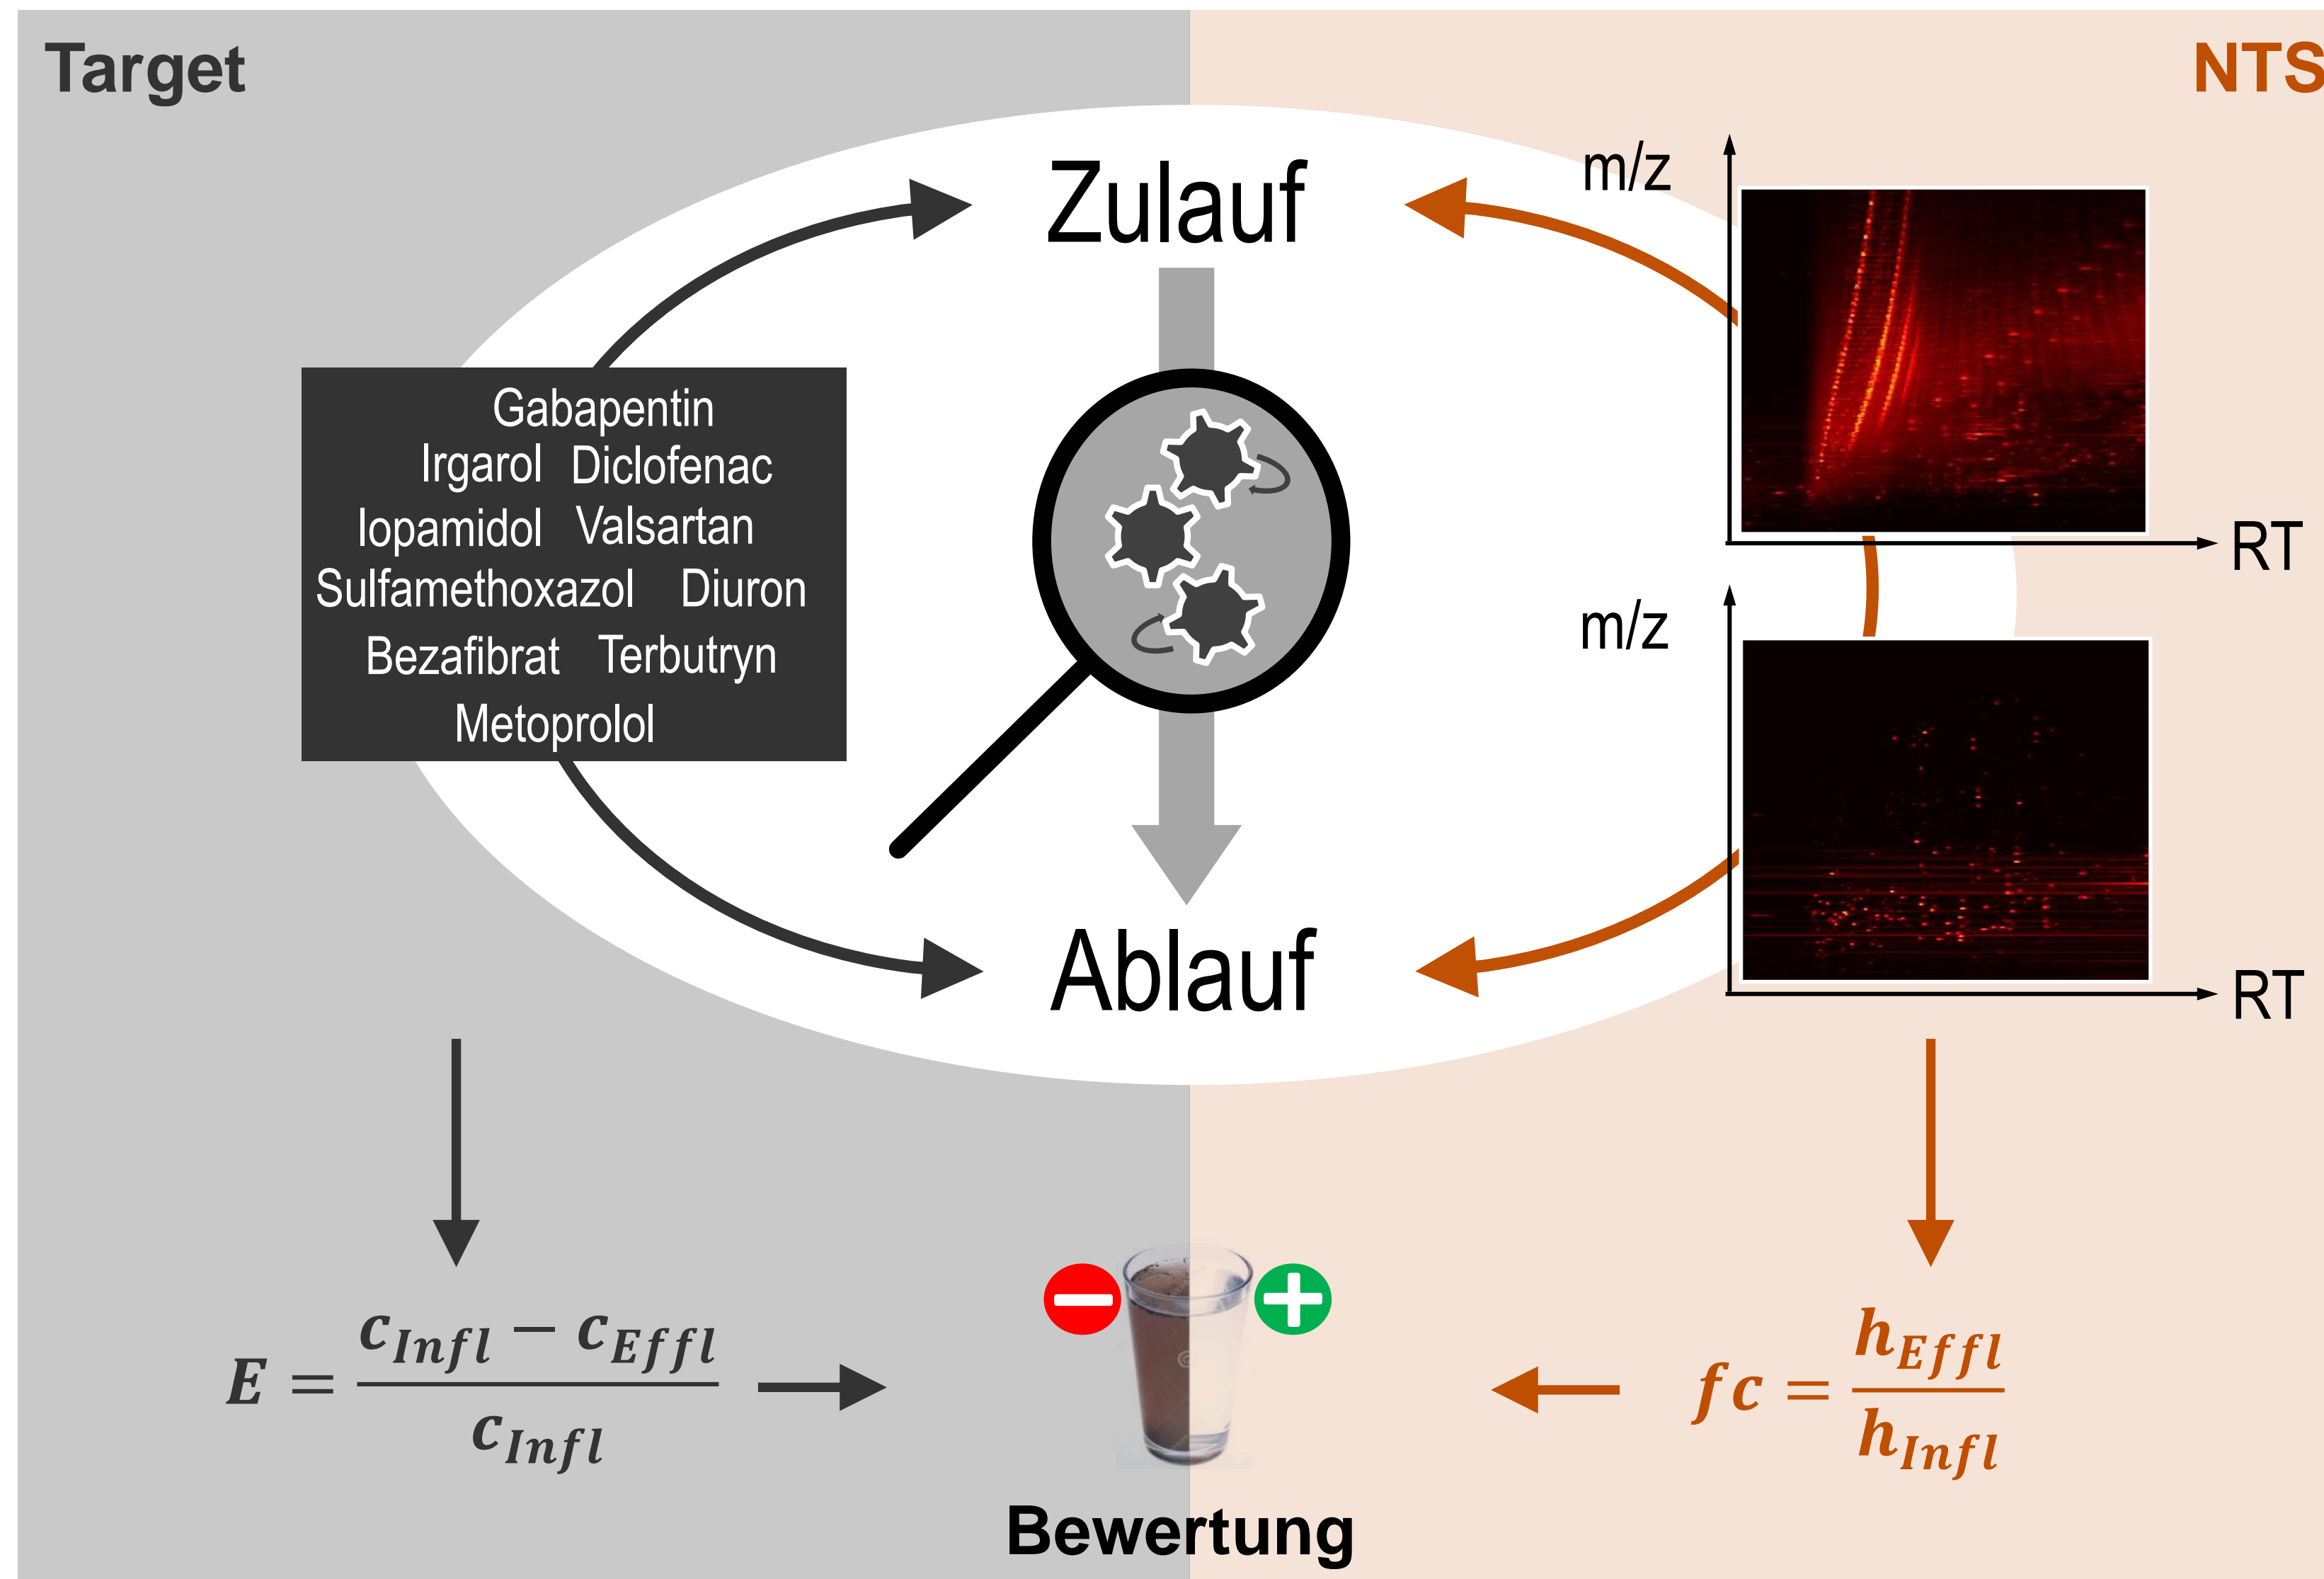 Target
NTS
Zulauf
m/z
RT
Gabapentin
Irgarol Diclofenac
Iopamidol Valsartan
Sulfamethoxazol Diuron
Bezafibrat Terbutryn
Metoprolol
m/z
RT
Ablauf
E = (c_Infl − c_Effl) / c_Infl
fc = h_Effl / h_Infl
Bewertung